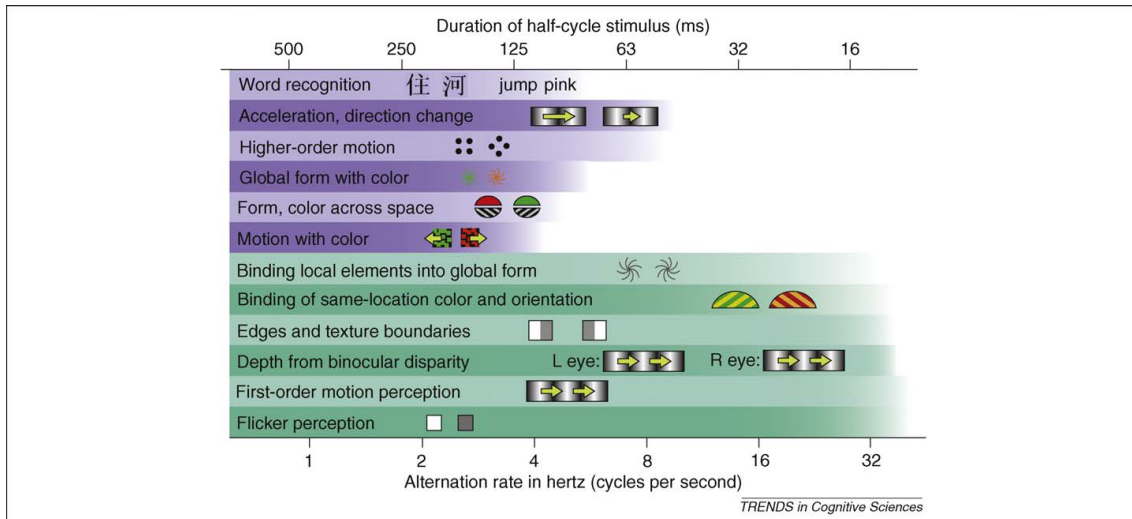 Duration of half-cycle stimulus (ms)
500 250 125 63 32 16
Word recognition 住 河 jump pink
Acceleration, direction change
Higher-order motion
Global form with color
Form, color across space
Motion with color
Binding local elements into global form
Binding of same-location color and orientation
Edges and texture boundaries
Depth from binocular disparity L eye: R eye:
First-order motion perception
Flicker perception
1 2 4 8 16 32
Alternation rate in hertz (cycles per second)
TRENDS in Cognitive Sciences